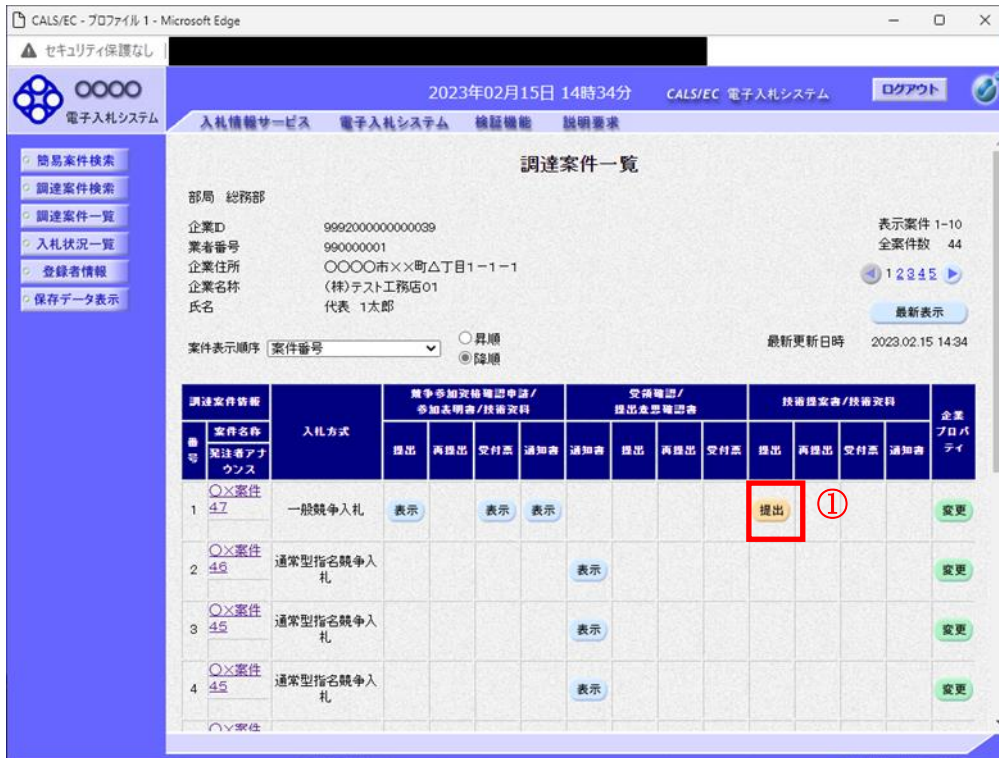 CALS/EC - プロファイル 1 - Microsoft Edge
セキュリティ保護なし
〇〇〇〇
電子入札システム
2023年02月15日 14時34分
CALS/EC 電子入札システム
ログアウト
入札情報サービス 電子入札システム 検証機能 説明要求
簡易案件検索
調達案件検索
調達案件一覧
入札状況一覧
登録者情報
保存データ表示
調達案件一覧
部局 総務部
企業ID 9992000000000039
業者番号 990000001
企業住所 〇〇〇〇市××町△丁目1-1-1
企業名称 (株)テスト工務店01
氏名 代表 1太郎
表示案件 1-10
全案件数 44
1 2 3 4 5
最新表示
案件表示順序 案件番号
昇順
降順
最新更新日時 2023.02.15 14:34
調達案件情報
入札方式
競争参加資格確認申請/
参加表明書/技術資料
受領確認/
提出意思確認書
技術提案書/技術資料
企業
プロパ
ティ
番号
案件名称
発注者アナ
ウンス
提出 再提出 受付票 通知書 通知書 提出 再提出 受付票 提出 再提出 受付票 通知書
1 〇×案件
47 一般競争入札 表示 表示 表示 提出 ① 変更
2 〇×案件
46 通常型指名競争入
札 表示 変更
3 〇×案件
45 通常型指名競争入
札 表示 変更
4 〇×案件
45 通常型指名競争入
札 表示 変更
〇×案件